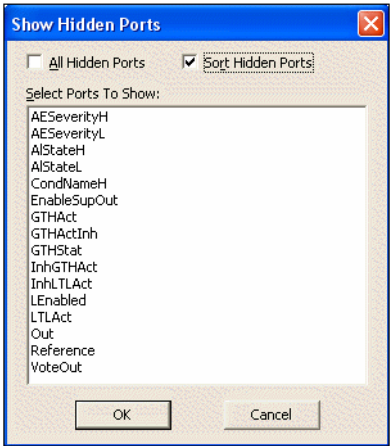 Show Hidden Ports
All Hidden Ports Sort Hidden Ports
Select Ports To Show:
AESeverityH
AESeverityL
AlStateH
AlStateL
CondNameH
EnableSupOut
GTHAct
GTHActInh
GTHStat
InhGTHAct
InhLTLAct
LEnabled
LTLAct
Out
Reference
VoteOut
OK Cancel